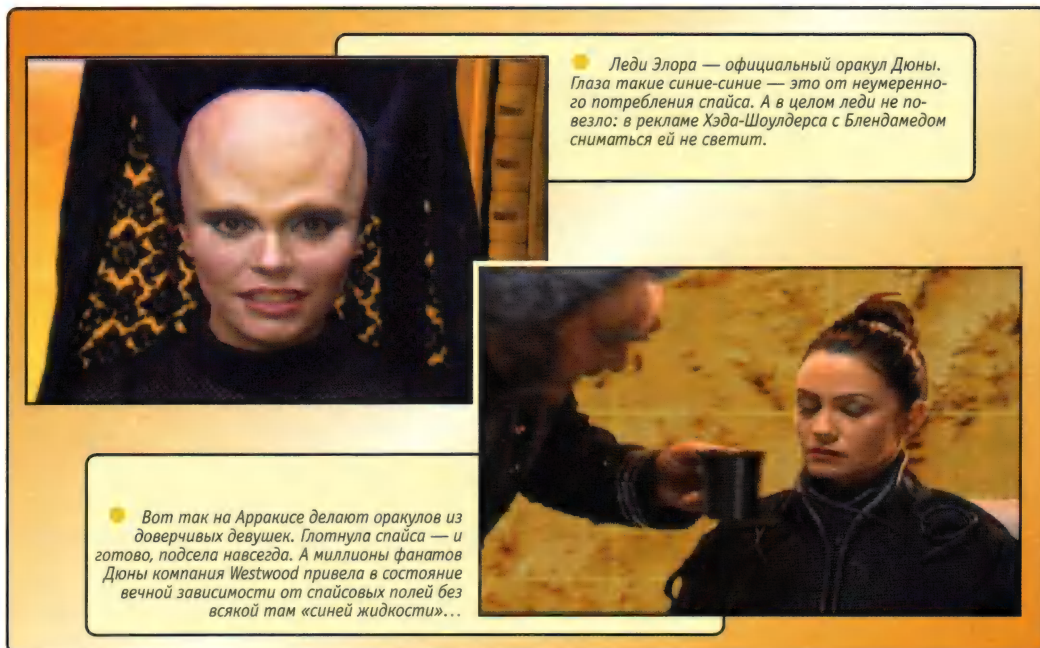 Леди Элора — официальный оракул Дюны.
Глаза такие синие-синие — это от неумеренно-
го потребления спайса. А в целом леди не по-
везло: в рекламе Хэда-Шоулдерса с Блендамедом
сниматься ей не светит.
Вот так на Арракисе делают оракулов из
доверчивых девушек. Глотнула спайса — и
готово, подсела навсегда. А миллионы фанатов
Дюны компания Westwood привела в состояние
вечной зависимости от спайсовых полей без
всякой там «синей жидкости»…